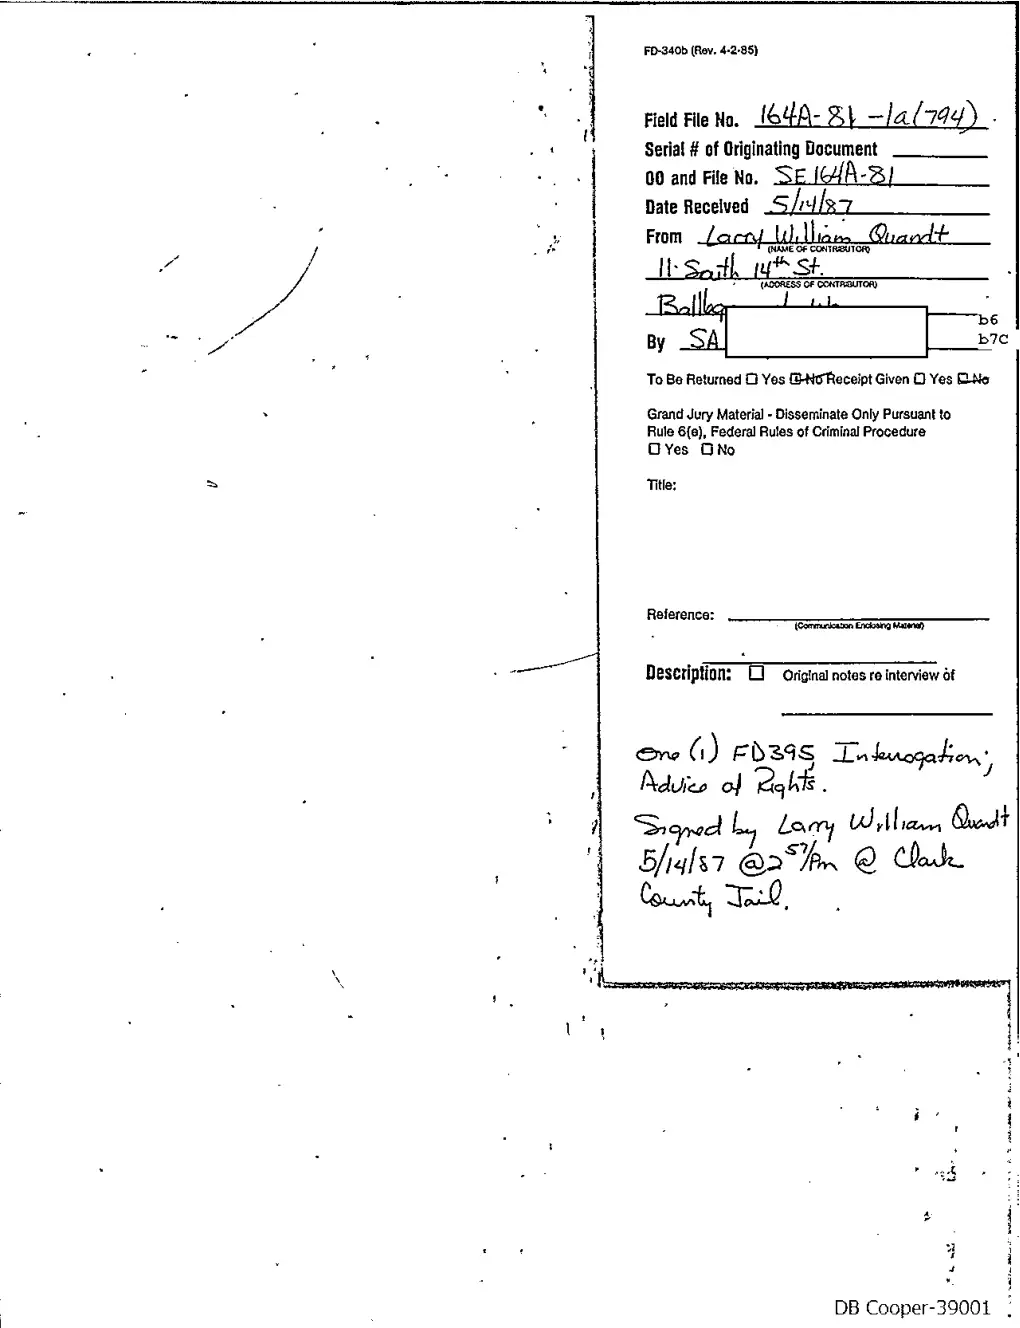 FD-340b (Rev. 4-2-85)
Field File No. 164A-81-1a(794)
Serial # of Originating Document
OO and File No. SE 164A-81
Date Received 5/14/87
From Larry William Quandt
(NAME OF CONTRIBUTOR)
11 South 14th St.
(ADDRESS OF CONTRIBUTOR)
b6
By SA b7C
To Be Returned ☐ Yes ☐ No Receipt Given ☐ Yes ☐ No
Grand Jury Material - Disseminate Only Pursuant to
Rule 6(e), Federal Rules of Criminal Procedure
☐ Yes ☐ No
Title:
Reference:
(Communication Enclosing Material)
Description: ☐ Original notes re interview of
One (1) FD395 Interrogation;
Advice of Rights.
Signed by Larry William Quandt
5/14/87 @ 2 57/Pm @ Clark
County Jail.
DB Cooper-39001